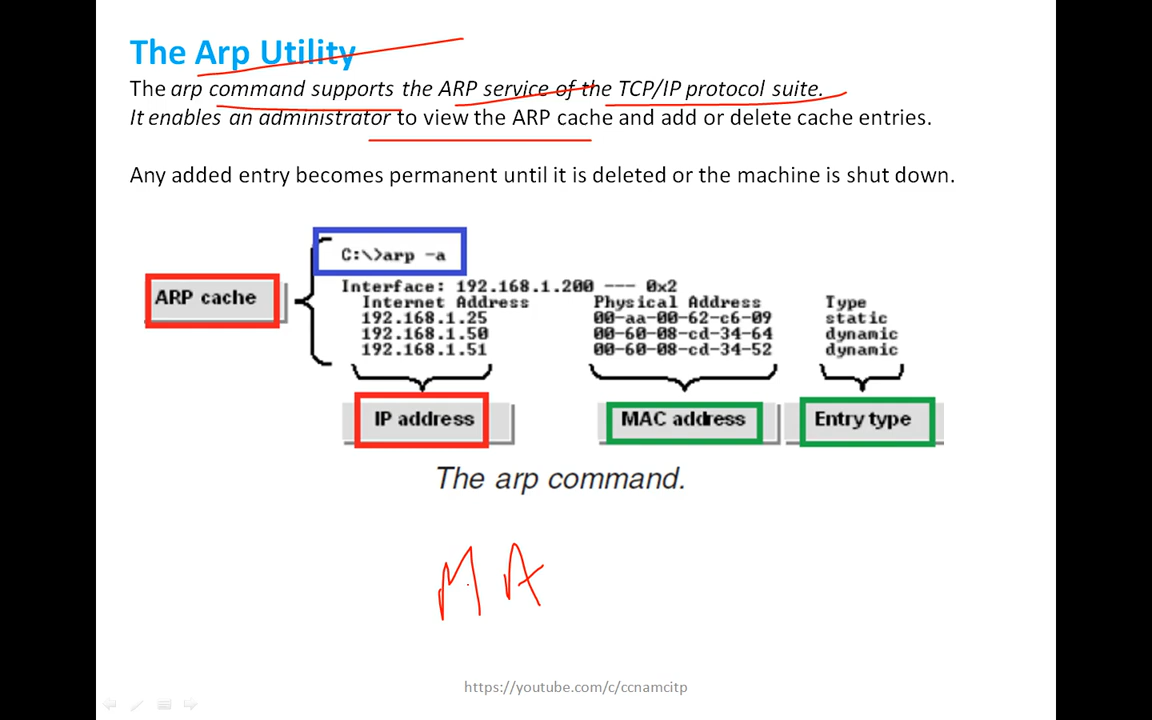 The Arp Utility
The arp command supports the ARP service of the TCP/IP protocol suite.
It enables an administrator to view the ARP cache and add or delete cache entries.
Any added entry becomes permanent until it is deleted or the machine is shut down.
C:\>arp -a
ARP cache
Interface: 192.168.1.200 --- 0x2
Internet Address Physical Address Type
192.168.1.25 00-aa-00-62-c6-09 static
192.168.1.50 00-60-08-cd-34-64 dynamic
192.168.1.51 00-60-08-cd-34-52 dynamic
IP address MAC address Entry type
The arp command.
MA
https://youtube.com/c/ccnamcitp